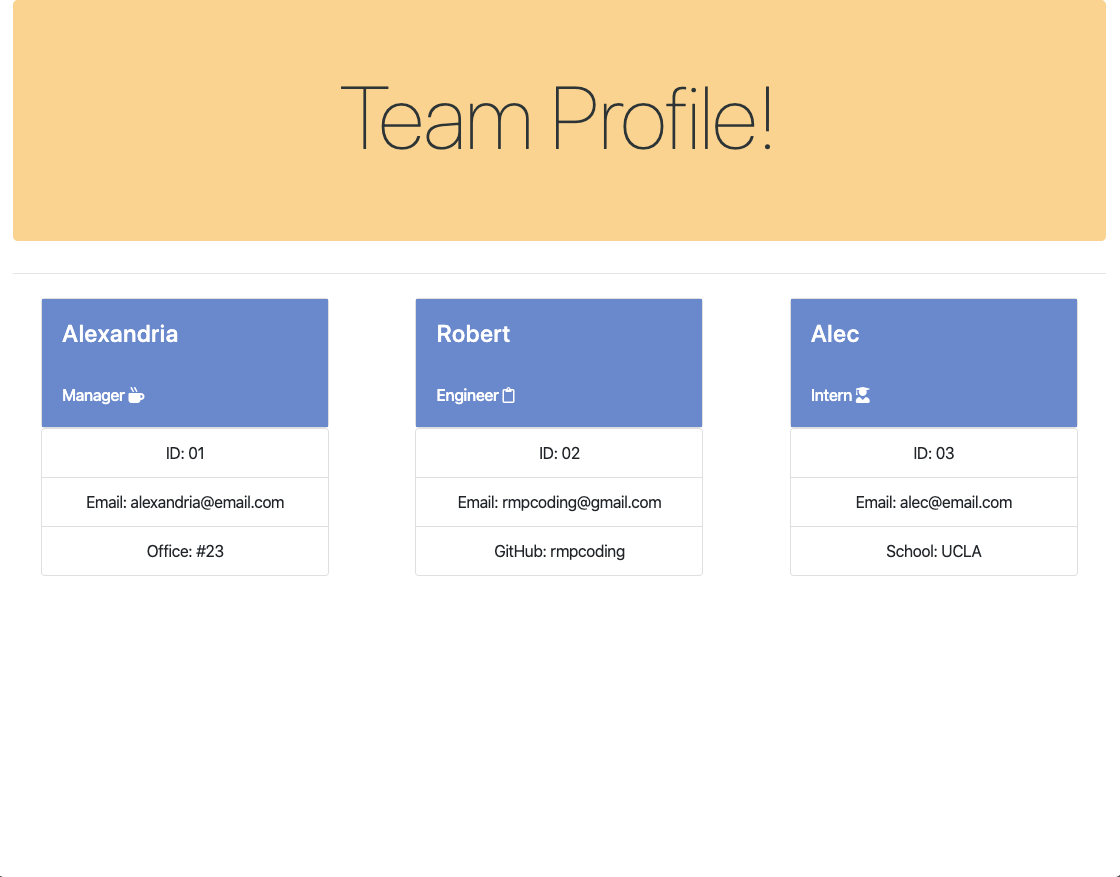 Team Profile!
Alexandria
Manager
ID: 01
Email: alexandria@email.com
Office: #23
Robert
Engineer
ID: 02
Email: rmpcoding@gmail.com
GitHub: rmpcoding
Alec
Intern
ID: 03
Email: alec@email.com
School: UCLA